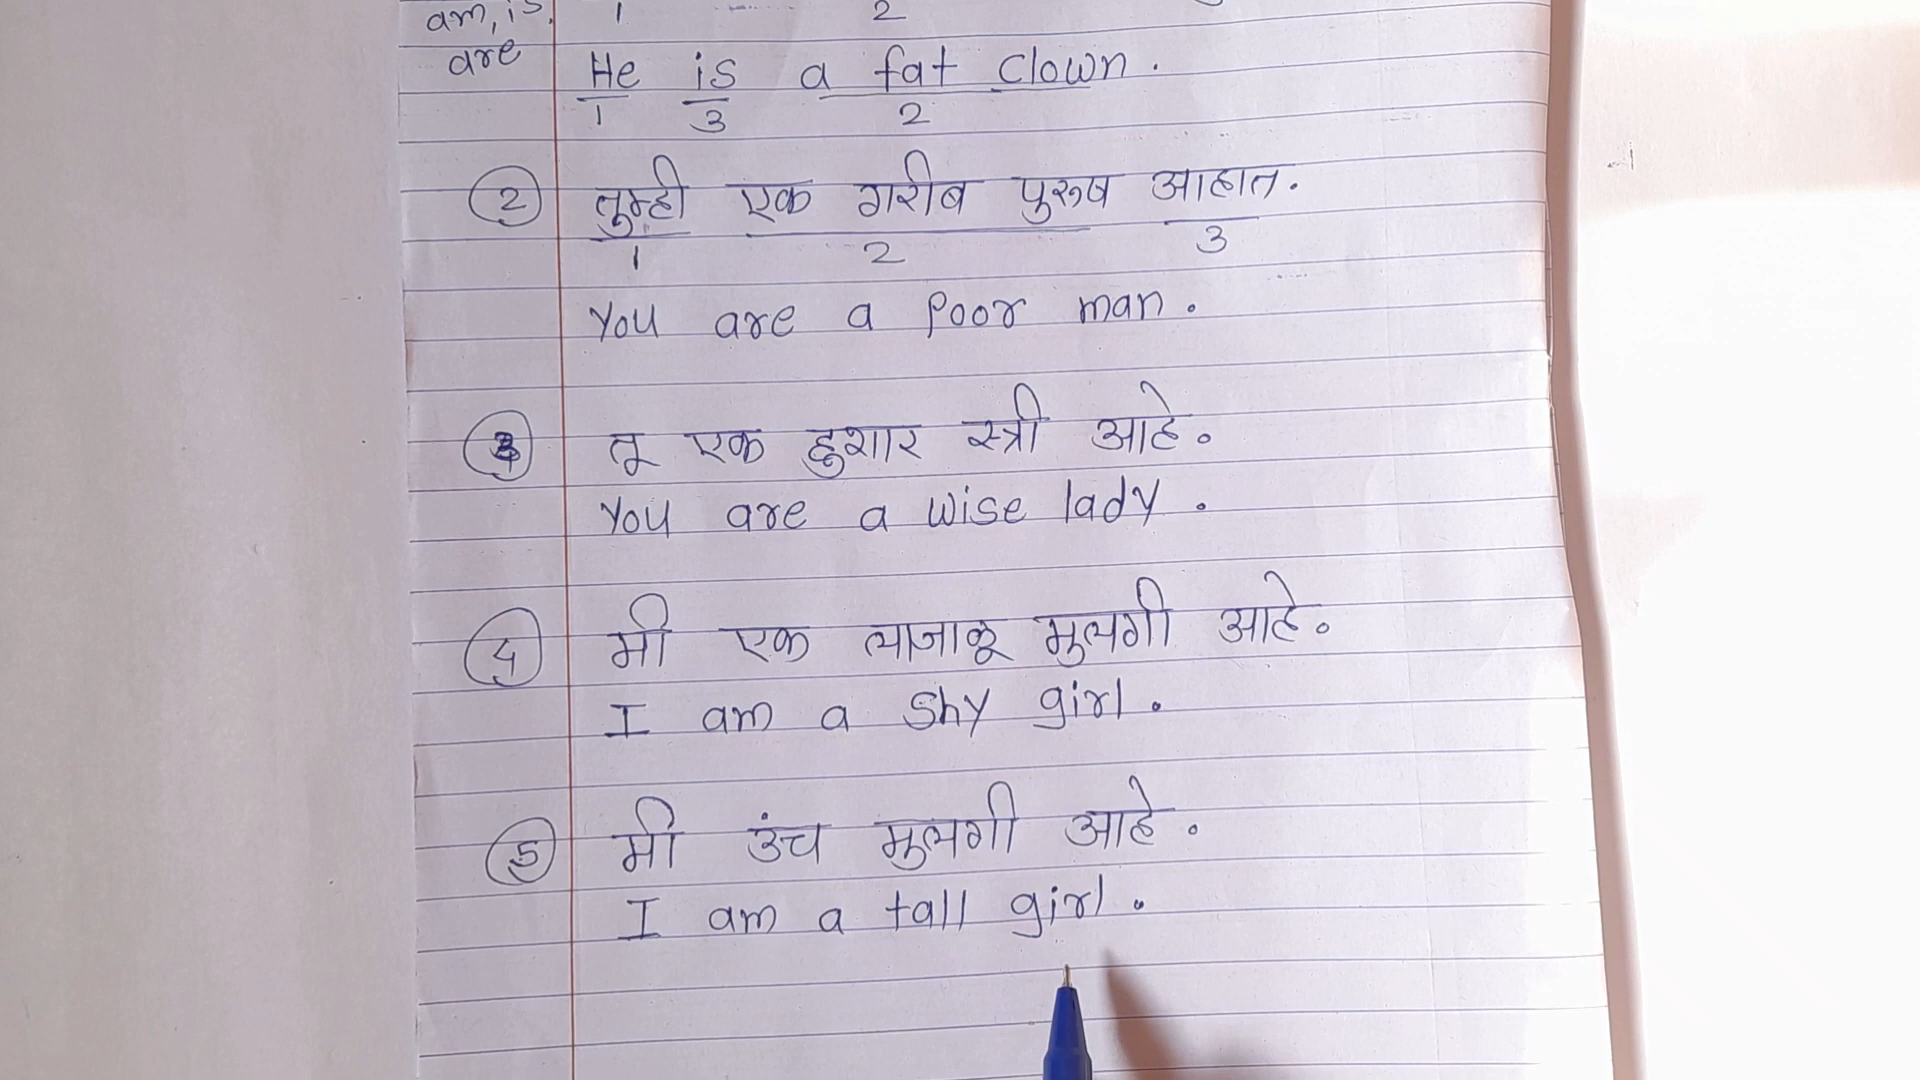 am, is,
are
1 2
He is a fat clown.
1 3 2
(2) तुम्ही एक गरीब पुरुष आहात.
1 2 3
You are a poor man.
(3) तू एक हुशार स्त्री आहे.
You are a wise lady.
(4) मी एक लाजाळू मुलगी आहे.
I am a shy girl.
(5) मी उंच मुलगी आहे.
I am a tall girl.